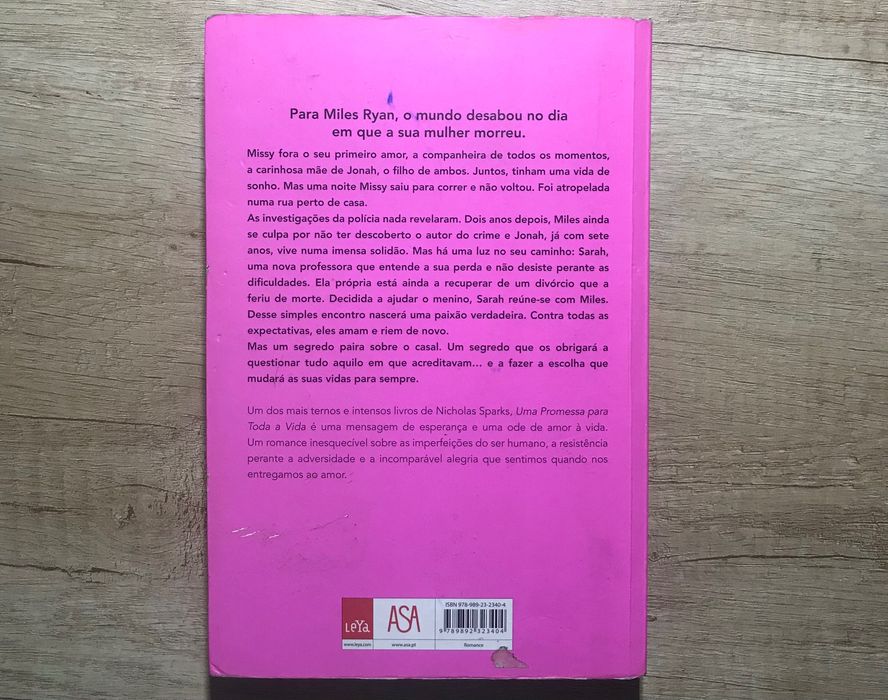 Para Miles Ryan, o mundo desabou no dia
em que a sua mulher morreu.
Missy fora o seu primeiro amor, a companheira de todos os momentos,
a carinhosa mãe de Jonah, o filho de ambos. Juntos, tinham uma vida de
sonho. Mas uma noite Missy saiu para correr e não voltou. Foi atropelada
numa rua perto de casa.
As investigações da polícia nada revelaram. Dois anos depois, Miles ainda
se culpa por não ter descoberto o autor do crime e Jonah, já com sete
anos, vive numa imensa solidão. Mas há uma luz no seu caminho: Sarah,
uma nova professora que entende a sua perda e não desiste perante as
dificuldades. Ela própria está ainda a recuperar de um divórcio que a
feriu de morte. Decidida a ajudar o menino, Sarah reúne-se com Miles.
Desse simples encontro nascerá uma paixão verdadeira. Contra todas as
expectativas, eles amam e riem de novo.
Mas um segredo paira sobre o casal. Um segredo que os obrigará a
questionar tudo aquilo em que acreditavam... e a fazer a escolha que
mudará as suas vidas para sempre.
Um dos mais ternos e intensos livros de Nicholas Sparks, Uma Promessa para
Toda a Vida é uma mensagem de esperança e uma ode de amor à vida.
Um romance inesquecível sobre as imperfeições do ser humano, a resistência
perante a adversidade e a incomparável alegria que sentimos quando nos
entregamos ao amor.
LeYa
www.leya.com
ASA
www.asa.pt
ISBN 978-989-23-2340-4
9 789892 323404
Romance